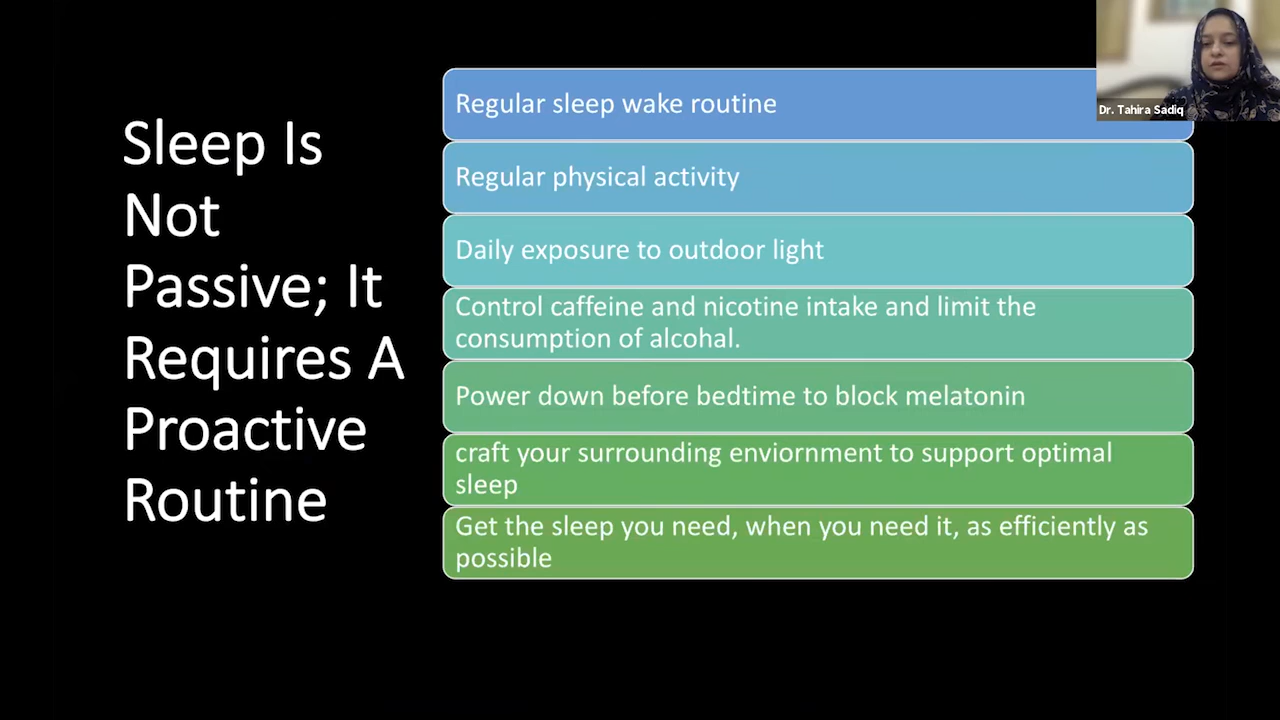 Sleep Is
Not
Passive; It
Requires A
Proactive
Routine
Regular sleep wake routine
Regular physical activity
Daily exposure to outdoor light
Control caffeine and nicotine intake and limit the
consumption of alcohal.
Power down before bedtime to block melatonin
craft your surrounding enviornment to support optimal
sleep
Get the sleep you need, when you need it, as efficiently as
possible
Dr. Tahira Sadiq